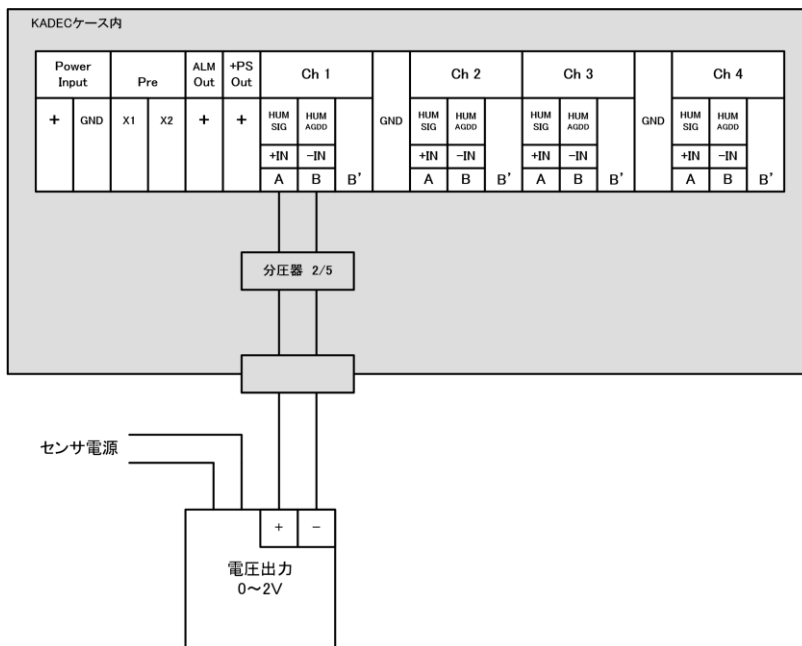 KADECケース内
Power Input Pre ALM Out +PS Out Ch 1 GND Ch 2 Ch 3 GND Ch 4
+ GND X1 X2 + + HUM SIG HUM AGDD HUM SIG HUM AGDD HUM SIG HUM AGDD HUM SIG HUM AGDD
+IN -IN +IN -IN +IN -IN +IN -IN
A B B' A B B' A B B' A B B'
分圧器 2/5
センサ電源
+ -
電圧出力
0～2V